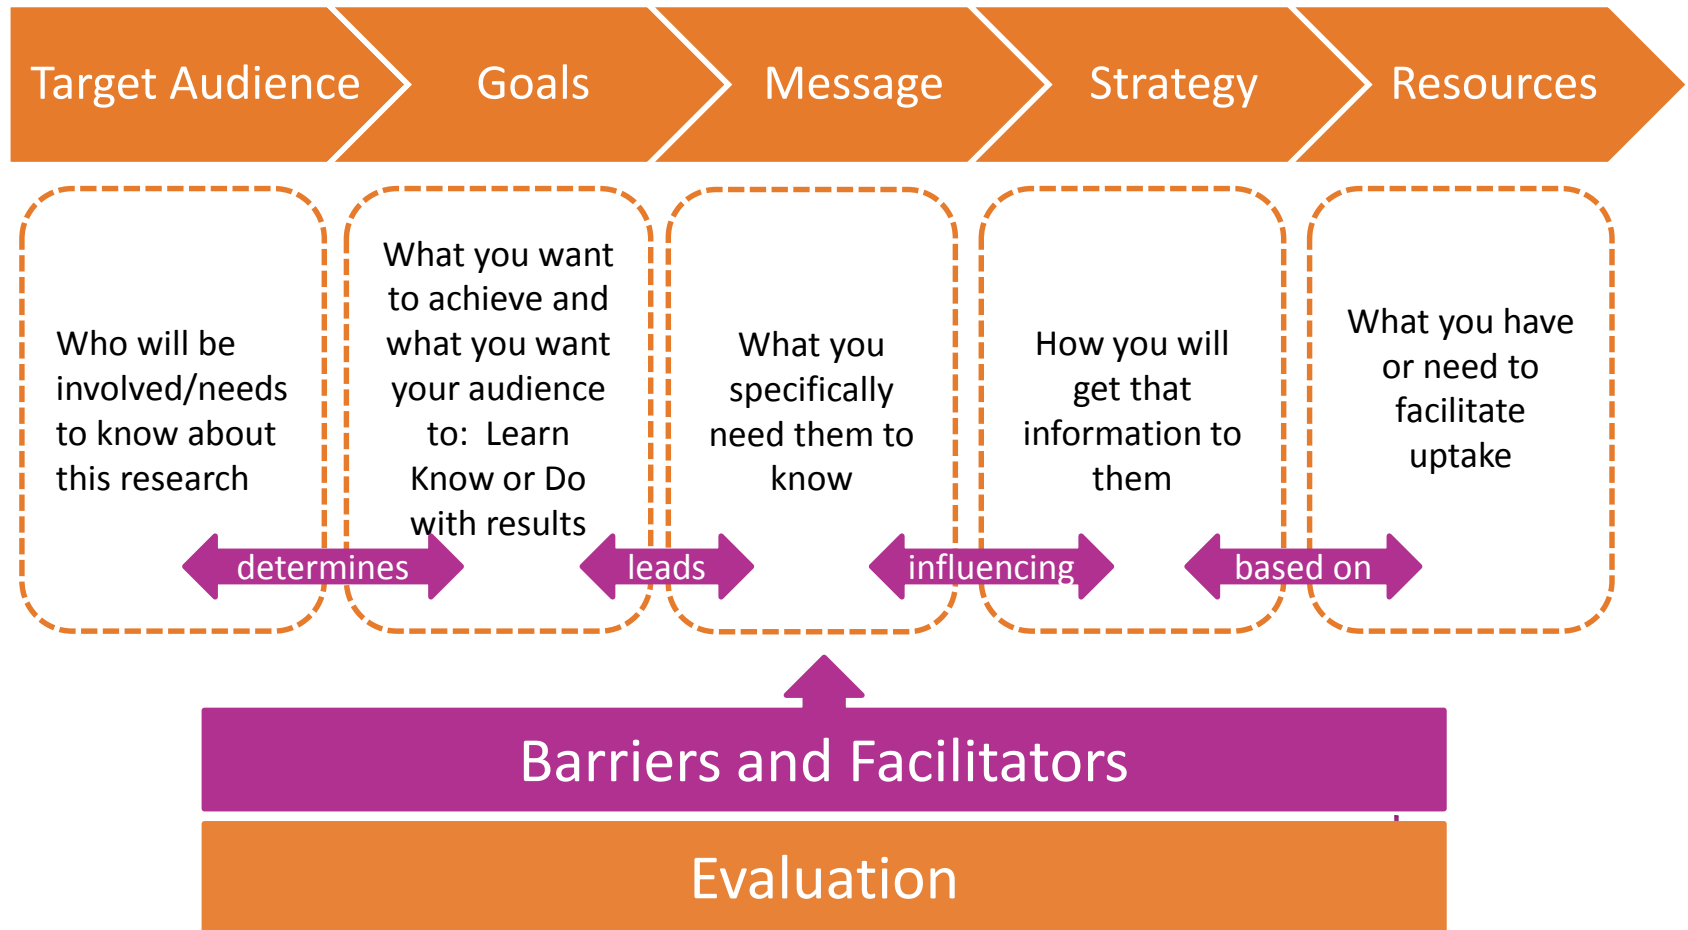 Target Audience
Goals
Message
Strategy
Resources
Who will be
involved/needs
to know about
this research
What you want
to achieve and
what you want
your audience
to:  Learn
Know or Do
with results
What you
specifically
need them to
know
How you will
get that
information to
them
What you have
or need to
facilitate
uptake
determines
leads
influencing
based on
Barriers and Facilitators
Evaluation